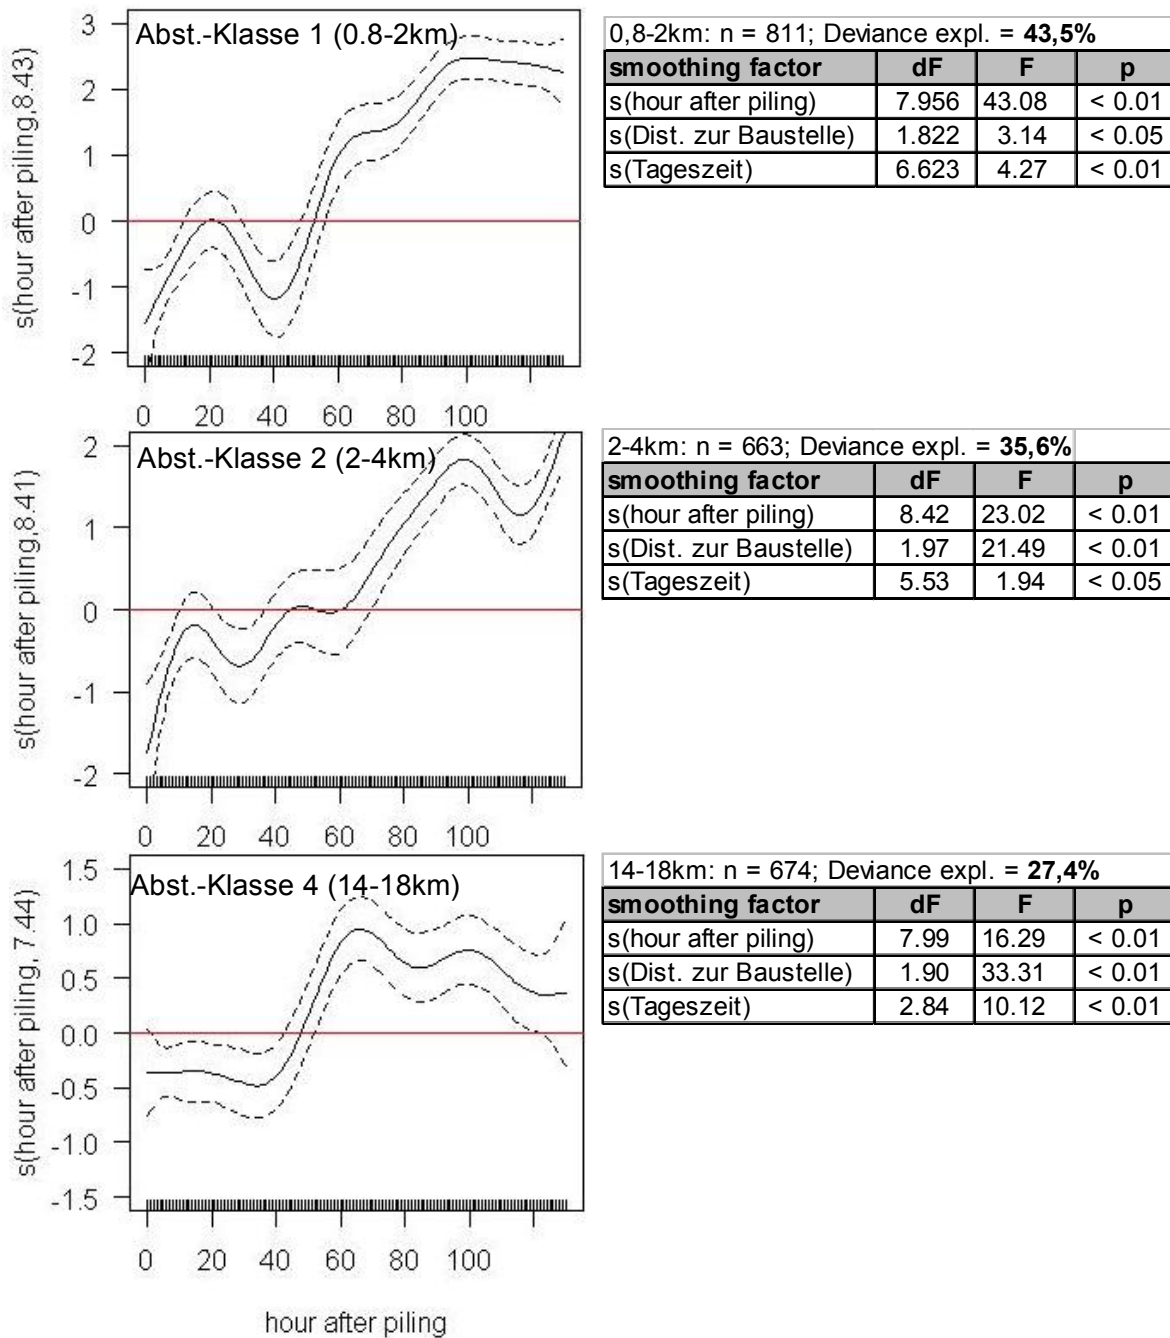 s(hour after piling,8.43)
3
2
1
0
-1
-2
Abst.-Klasse 1 (0.8-2km)
0 20 40 60 80 100
0,8-2km: n = 811; Deviance expl. = 43,5%
smoothing factor dF F p
s(hour after piling) 7.956 43.08 < 0.01
s(Dist. zur Baustelle) 1.822 3.14 < 0.05
s(Tageszeit) 6.623 4.27 < 0.01
s(hour after piling,8.41)
2
1
0
-1
-2
Abst.-Klasse 2 (2-4km)
0 20 40 60 80 100
2-4km: n = 663; Deviance expl. = 35,6%
smoothing factor dF F p
s(hour after piling) 8.42 23.02 < 0.01
s(Dist. zur Baustelle) 1.97 21.49 < 0.01
s(Tageszeit) 5.53 1.94 < 0.05
s(hour after piling, 7.44)
1.5
1.0
0.5
0.0
-0.5
-1.0
-1.5
Abst.-Klasse 4 (14-18km)
0 20 40 60 80 100
hour after piling
14-18km: n = 674; Deviance expl. = 27,4%
smoothing factor dF F p
s(hour after piling) 7.99 16.29 < 0.01
s(Dist. zur Baustelle) 1.90 33.31 < 0.01
s(Tageszeit) 2.84 10.12 < 0.01